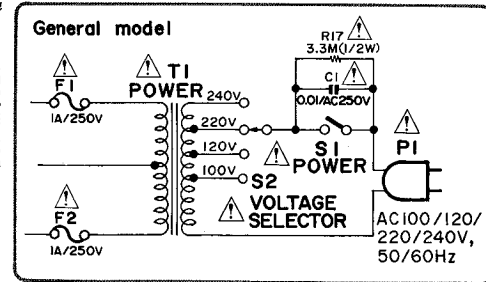 General model
R17
3.3M(1/2W)
F1
T1
POWER
C1
240V
0.01/AC250V
1A/250V
220V
P1
120V
S1
POWER
100V
S2
F2
VOLTAGE
SELECTOR
1A/250V
AC100/120/
220/240V,
50/60Hz